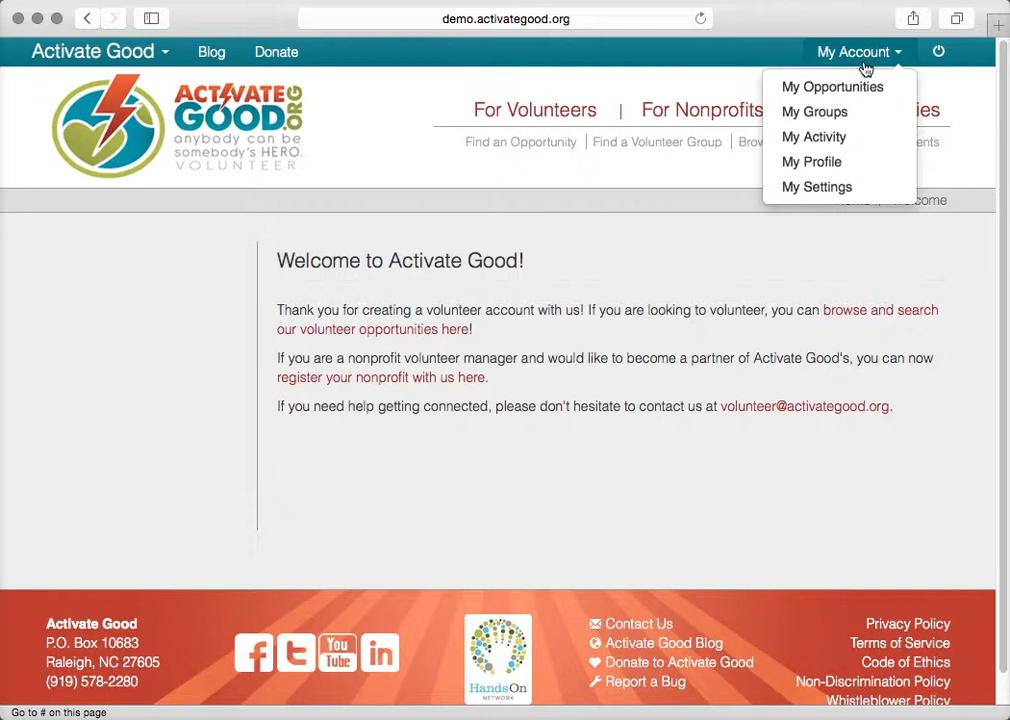 demo.activategood.org
Activate Good Blog Donate My Account
ACTIVATE
GOOD.ORG
anybody can be
somebody's HERO.
VOLUNTEER.
For Volunteers | For Nonprofits ies
Find an Opportunity Find a Volunteer Group Brow ents
My Opportunities
My Groups
My Activity
My Profile
My Settings
Welcome to Activate Good!
Thank you for creating a volunteer account with us! If you are looking to volunteer, you can browse and search
our volunteer opportunities here!
If you are a nonprofit volunteer manager and would like to become a partner of Activate Good's, you can now
register your nonprofit with us here.
If you need help getting connected, please don't hesitate to contact us at volunteer@activategood.org.
Activate Good
P.O. Box 10683
Raleigh, NC 27605
(919) 578-2280
You
Tube
in
HandsOn
NETWORK
Contact Us
Activate Good Blog
Donate to Activate Good
Report a Bug
Privacy Policy
Terms of Service
Code of Ethics
Non-Discrimination Policy
Whistleblower Policy
Go to # on this page